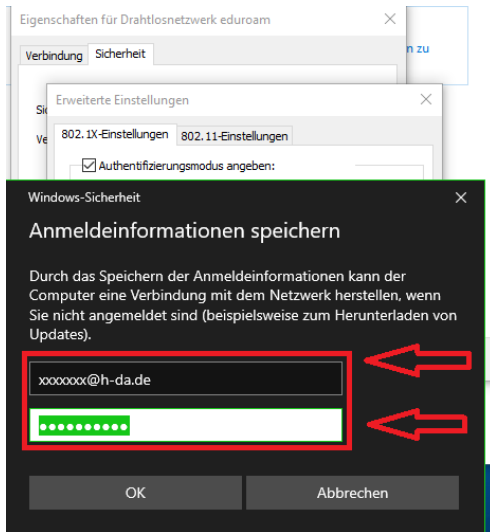 Eigenschaften für Drahtlosnetzwerk eduroam
Verbindung Sicherheit
n zu
Erweiterte Einstellungen
802.1X-Einstellungen 802.11-Einstellungen
Authentifizierungsmodus angeben:
Windows-Sicherheit
Anmeldeinformationen speichern
Durch das Speichern der Anmeldeinformationen kann der
Computer eine Verbindung mit dem Netzwerk herstellen, wenn
Sie nicht angemeldet sind (beispielsweise zum Herunterladen von
Updates).
xxxxxxx@h-da.de
●●●●●●●●●●
OK Abbrechen